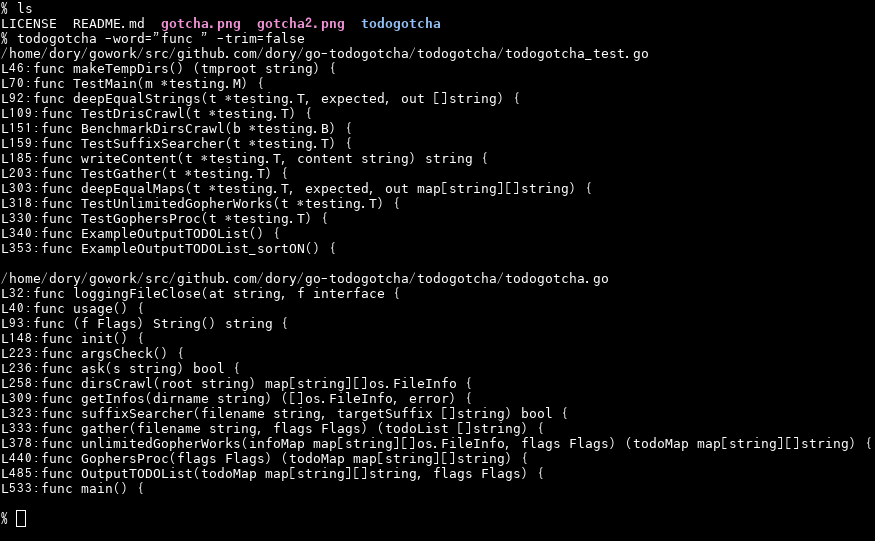 % ls
LICENSE  README.md  gotcha.png  gotcha2.png  todogotcha
% todogotcha -word="func " -trim=false
/home/dory/gowork/src/github.com/dory/go-todogotcha/todogotcha/todogotcha_test.go
L46:func makeTempDirs() (tmproot string) {
L70:func TestMain(m *testing.M) {
L92:func deepEqualStrings(t *testing.T, expected, out []string) {
L109:func TestDrisCrawl(t *testing.T) {
L151:func BenchmarkDirsCrawl(b *testing.B) {
L159:func TestSuffixSearcher(t *testing.T) {
L185:func writeContent(t *testing.T, content string) string {
L203:func TestGather(t *testing.T) {
L303:func deepEqualMaps(t *testing.T, expected, out map[string][]string) {
L318:func TestUnlimitedGopherWorks(t *testing.T) {
L330:func TestGophersProc(t *testing.T) {
L340:func ExampleOutputTODOList() {
L353:func ExampleOutputTODOList_sortON() {
/home/dory/gowork/src/github.com/dory/go-todogotcha/todogotcha/todogotcha.go
L32:func loggingFileClose(at string, f interface {
L40:func usage() {
L93:func (f Flags) String() string {
L148:func init() {
L223:func argsCheck() {
L236:func ask(s string) bool {
L258:func dirsCrawl(root string) map[string][]os.FileInfo {
L309:func getInfos(dirname string) ([]os.FileInfo, error) {
L323:func suffixSearcher(filename string, targetSuffix []string) bool {
L333:func gather(filename string, flags Flags) (todoList []string) {
L378:func unlimitedGopherWorks(infoMap map[string][]os.FileInfo, flags Flags) (todoMap map[string][]string) {
L440:func GophersProc(flags Flags) (todoMap map[string][]string) {
L485:func OutputTODOList(todoMap map[string][]string, flags Flags) {
L533:func main() {
%